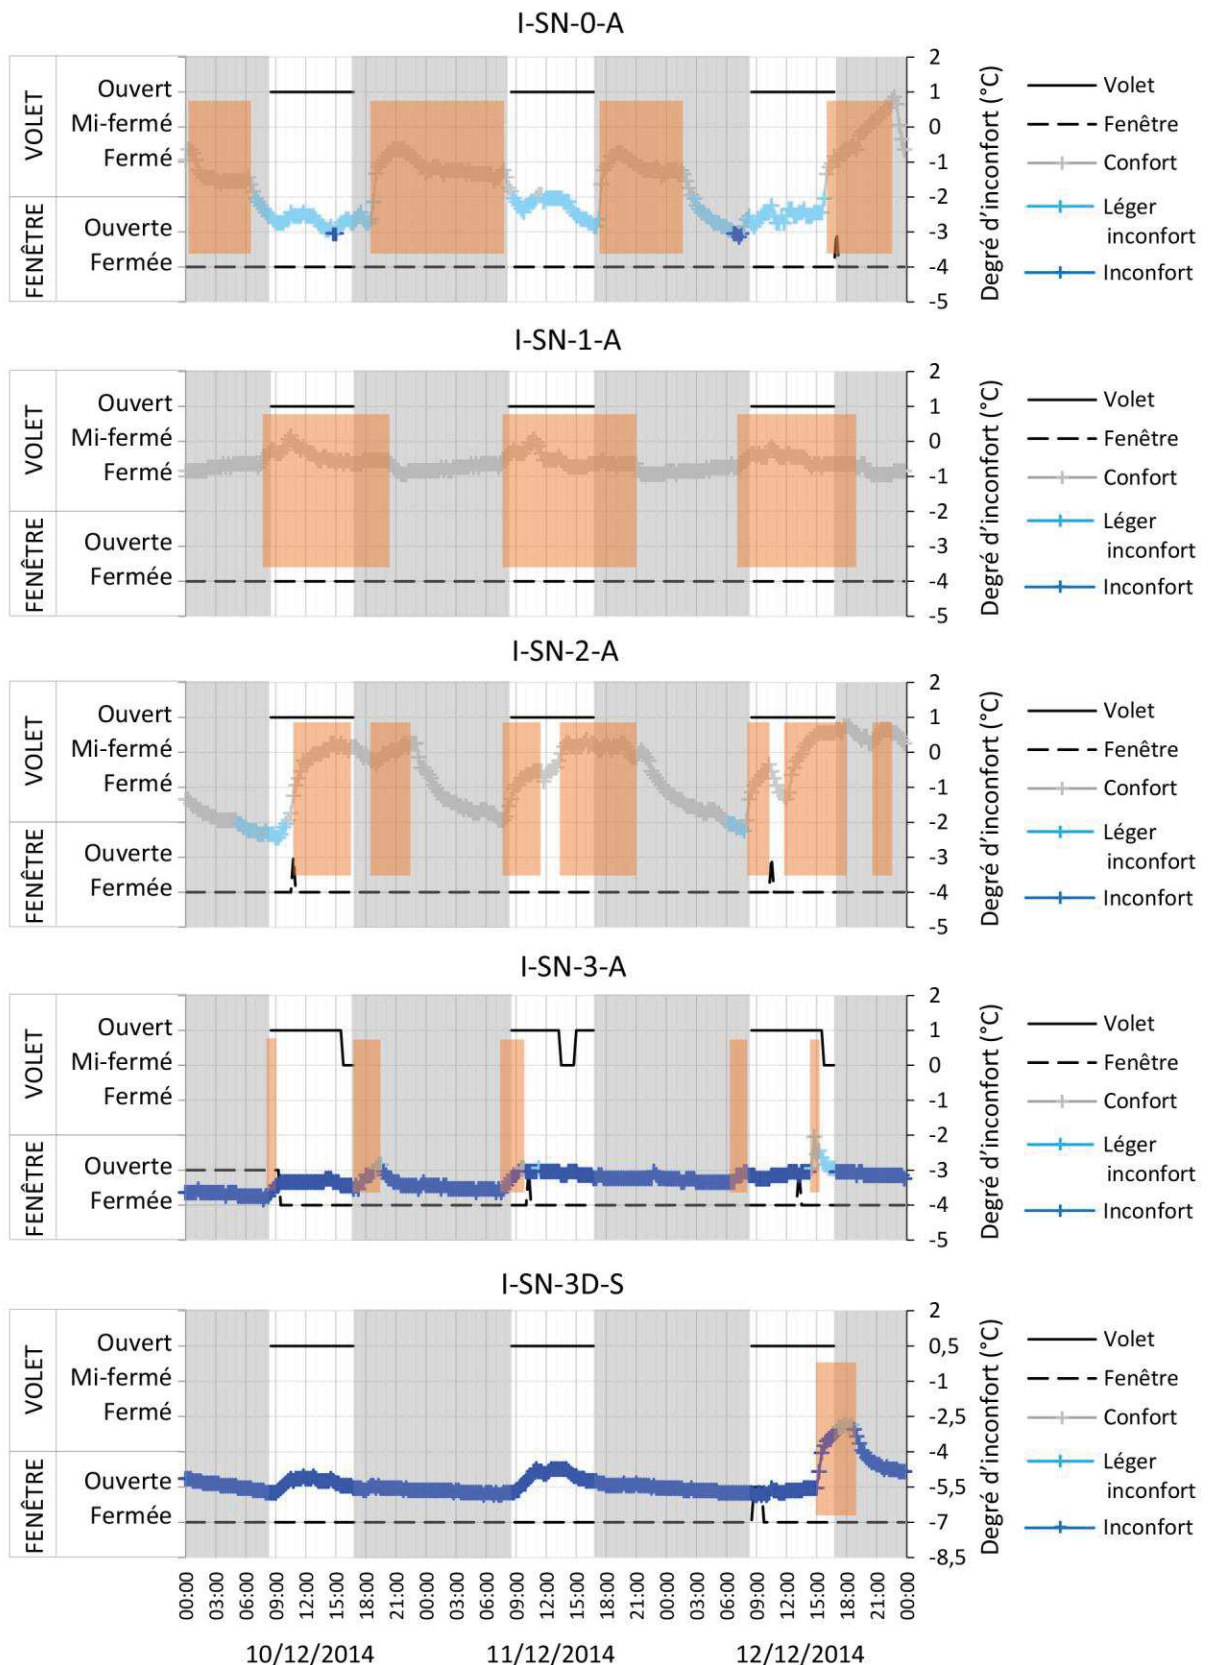 I-SN-0-A
VOLET
Ouvert
Mi-fermé
Fermé
FENÊTRE
Ouverte
Fermée
2
1
0
-1
-2
-3
-4
-5
Degré d'inconfort (°C)
Volet
Fenêtre
Confort
Léger
inconfort
Inconfort
I-SN-1-A
VOLET
Ouvert
Mi-fermé
Fermé
FENÊTRE
Ouverte
Fermée
2
1
0
-1
-2
-3
-4
-5
Degré d'inconfort (°C)
Volet
Fenêtre
Confort
Léger
inconfort
Inconfort
I-SN-2-A
VOLET
Ouvert
Mi-fermé
Fermé
FENÊTRE
Ouverte
Fermée
2
1
0
-1
-2
-3
-4
-5
Degré d'inconfort (°C)
Volet
Fenêtre
Confort
Léger
inconfort
Inconfort
I-SN-3-A
VOLET
Ouvert
Mi-fermé
Fermé
FENÊTRE
Ouverte
Fermée
2
1
0
-1
-2
-3
-4
-5
Degré d'inconfort (°C)
Volet
Fenêtre
Confort
Léger
inconfort
Inconfort
I-SN-3D-S
VOLET
Ouvert
Mi-fermé
Fermé
FENÊTRE
Ouverte
Fermée
2
0,5
-1
-2,5
-4
-5,5
-7
-8,5
Degré d'inconfort (°C)
Volet
Fenêtre
Confort
Léger
inconfort
Inconfort
00:00
03:00
06:00
09:00
12:00
15:00
18:00
21:00
00:00
03:00
06:00
09:00
12:00
15:00
18:00
21:00
00:00
03:00
06:00
09:00
12:00
15:00
18:00
21:00
00:00
10/12/2014
11/12/2014
12/12/2014